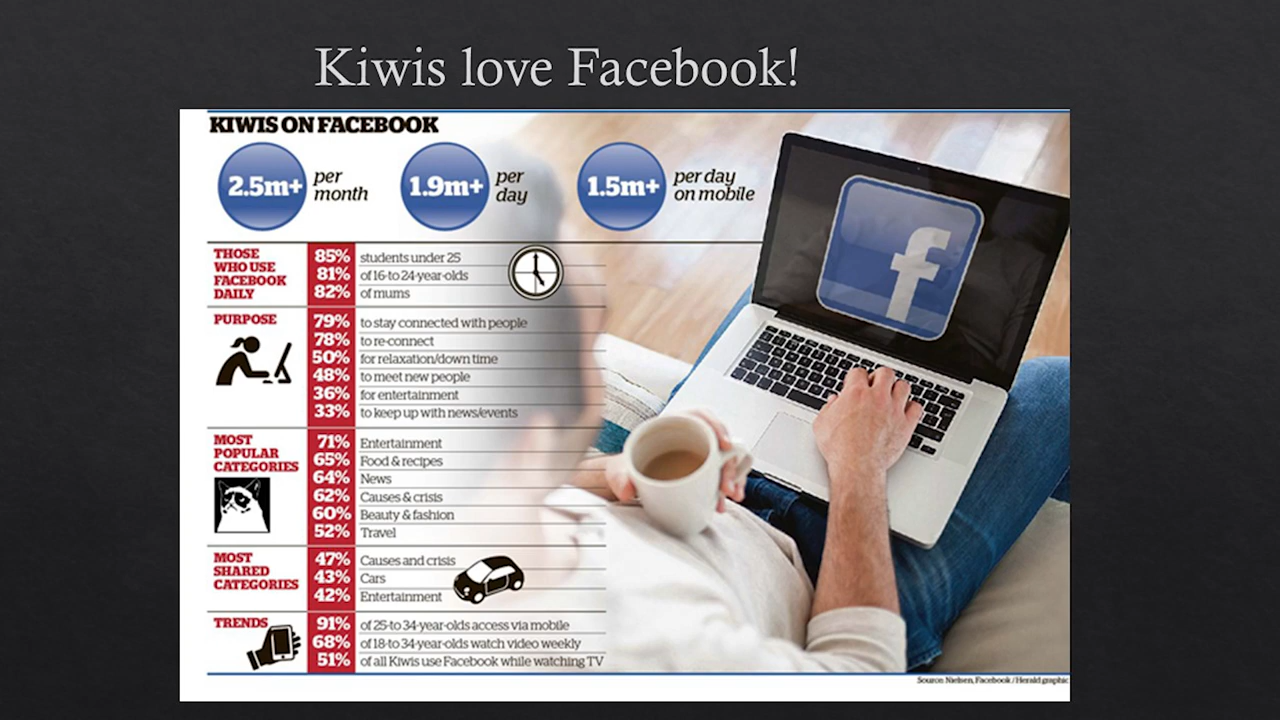 Kiwis love Facebook!
KIWIS ON FACEBOOK
2.5m+ per
month
1.9m+ per
day
1.5m+ per day
on mobile
THOSE
WHO USE
FACEBOOK
DAILY
85% students under 25
81% of 16-to 24-year-olds
82% of mums
PURPOSE
79% to stay connected with people
78% to re-connect
50% for relaxation/down time
48% to meet new people
36% for entertainment
33% to keep up with news/events
MOST
POPULAR
CATEGORIES
71% Entertainment
65% Food & recipes
64% News
62% Causes & crisis
60% Beauty & fashion
52% Travel
MOST
SHARED
CATEGORIES
47% Causes and crisis
43% Cars
42% Entertainment
TRENDS
91% of 25-to 34-year-olds access via mobile
68% of 18-to 34-year-olds watch video weekly
51% of all Kiwis use Facebook while watching TV
f
Source: Nielsen, Facebook / Herald graphic